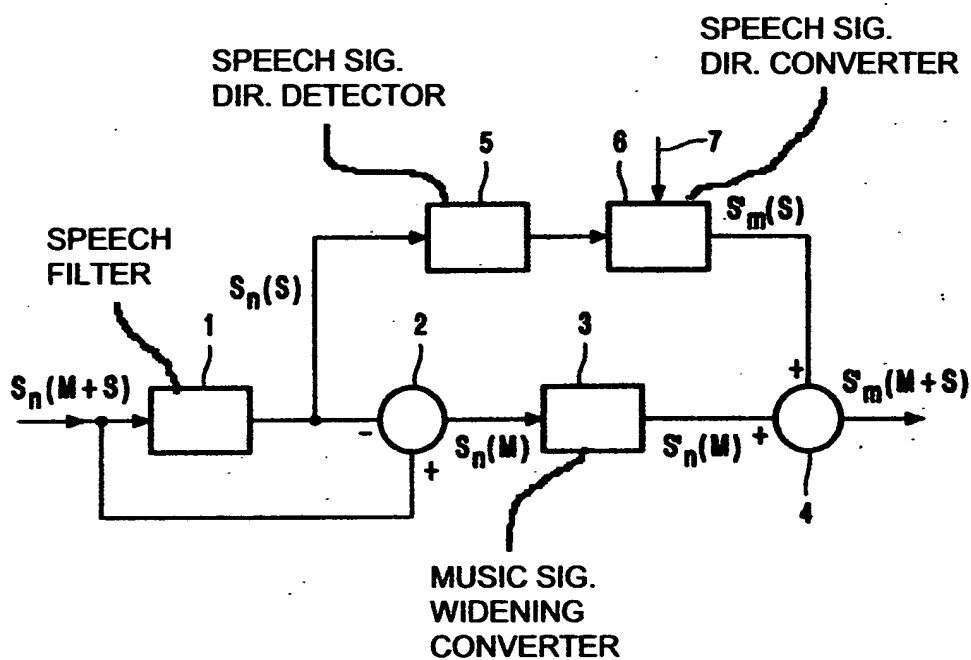 SPEECH SIG.
DIR. CONVERTER
SPEECH SIG.
DIR. DETECTOR
5
6
7
S'm(S)
SPEECH
FILTER
Sn(S)
1
2
3
Sn(M+S)
+
S'm(M+S)
-
+
Sn(M)
S'n(M)
+
4
MUSIC SIG.
WIDENING
CONVERTER